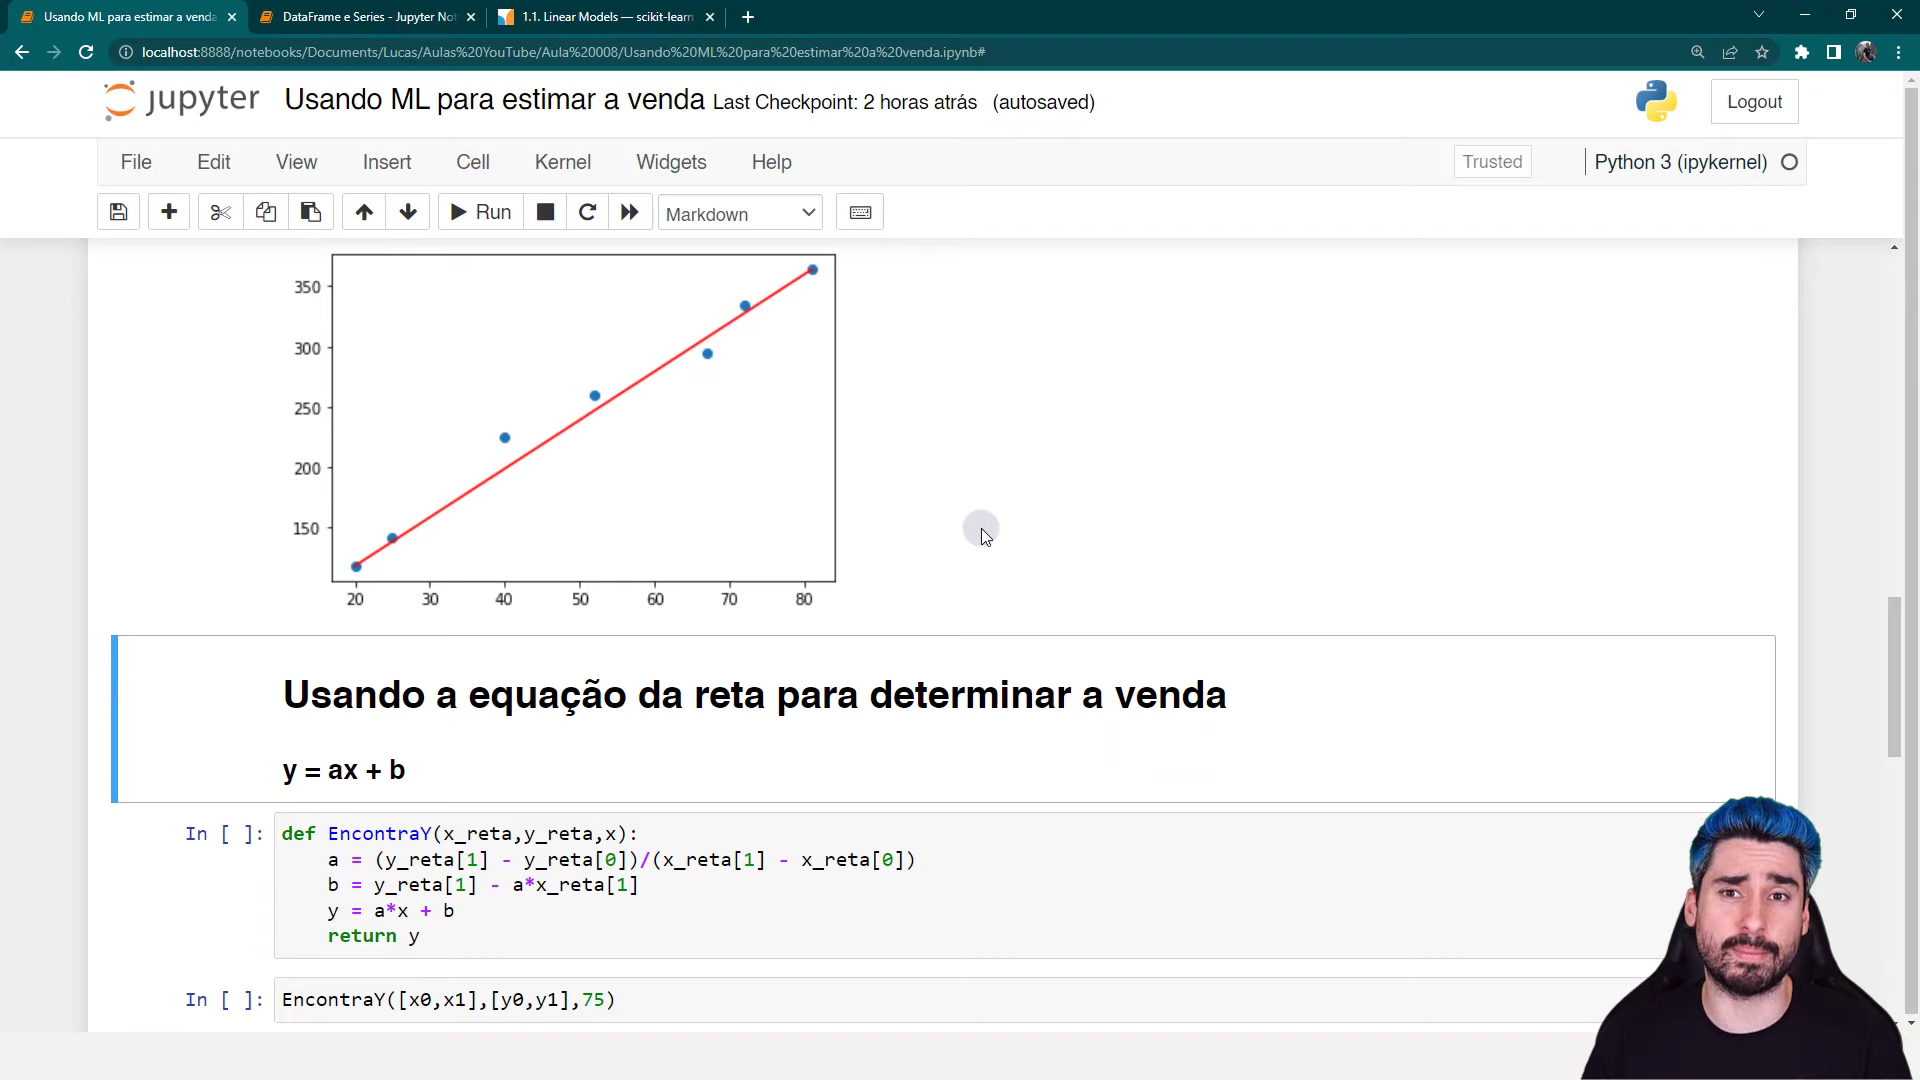 Usando ML para estimar a venda
DataFrame e Series - Jupyter Not
1.1. Linear Models — scikit-learn
localhost:8888/notebooks/Documents/Lucas/Aulas%20YouTube/Aula%20008/Usando%20ML%20para%20estimar%20a%20venda.ipynb#
jupyter Usando ML para estimar a venda Last Checkpoint: 2 horas atrás (autosaved)
Logout
File Edit View Insert Cell Kernel Widgets Help
Trusted
Python 3 (ipykernel)
Run
Markdown
350
300
250
200
150
20 30 40 50 60 70 80
Usando a equação da reta para determinar a venda
y = ax + b
In [ ]: def EncontraY(x_reta,y_reta,x):
a = (y_reta[1] - y_reta[0])/(x_reta[1] - x_reta[0])
b = y_reta[1] - a*x_reta[1]
y = a*x + b
return y
In [ ]: EncontraY([x0,x1],[y0,y1],75)